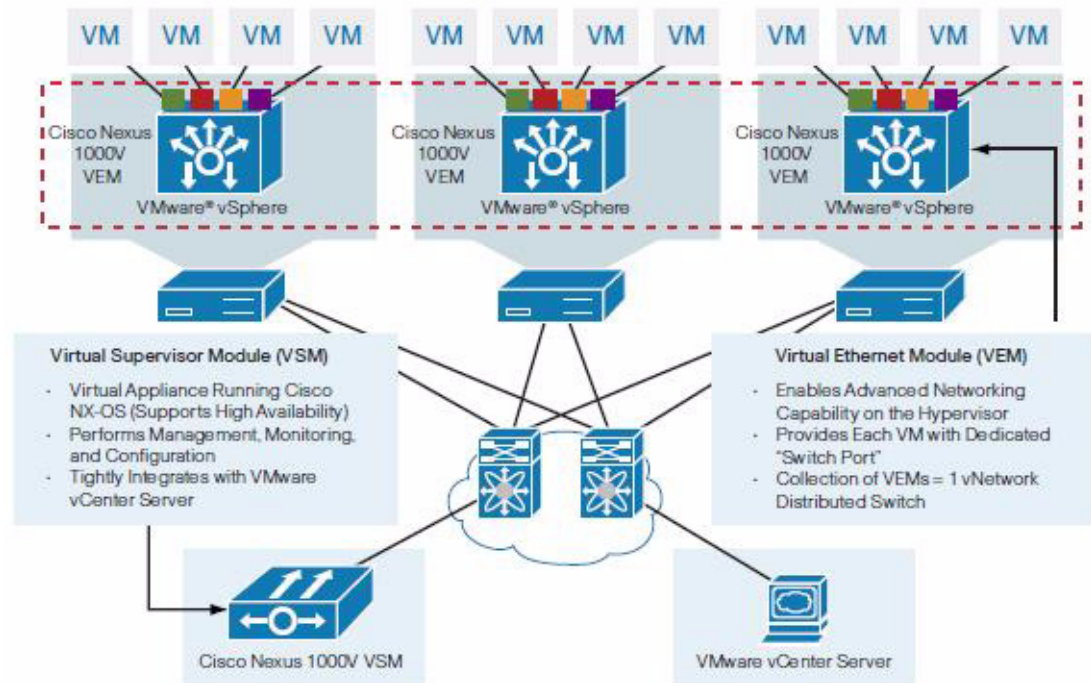 VM VM VM VM VM VM VM VM VM VM VM VM
Cisco Nexus
1000V
VEM
VMware® vSphere
Cisco Nexus
1000V
VEM
VMware® vSphere
Cisco Nexus
1000V
VEM
VMware® vSphere
Virtual Supervisor Module (VSM)
- Virtual Appliance Running Cisco
NX-OS (Supports High Availability)
- Performs Management, Monitoring,
and Configuration
- Tightly Integrates with VMware
vCenter Server
Virtual Ethernet Module (VEM)
- Enables Advanced Networking
Capability on the Hypervisor
- Provides Each VM with Dedicated
“Switch Port”
- Collection of VEMs = 1 vNetwork
Distributed Switch
Cisco Nexus 1000V VSM
VMware vCenter Server